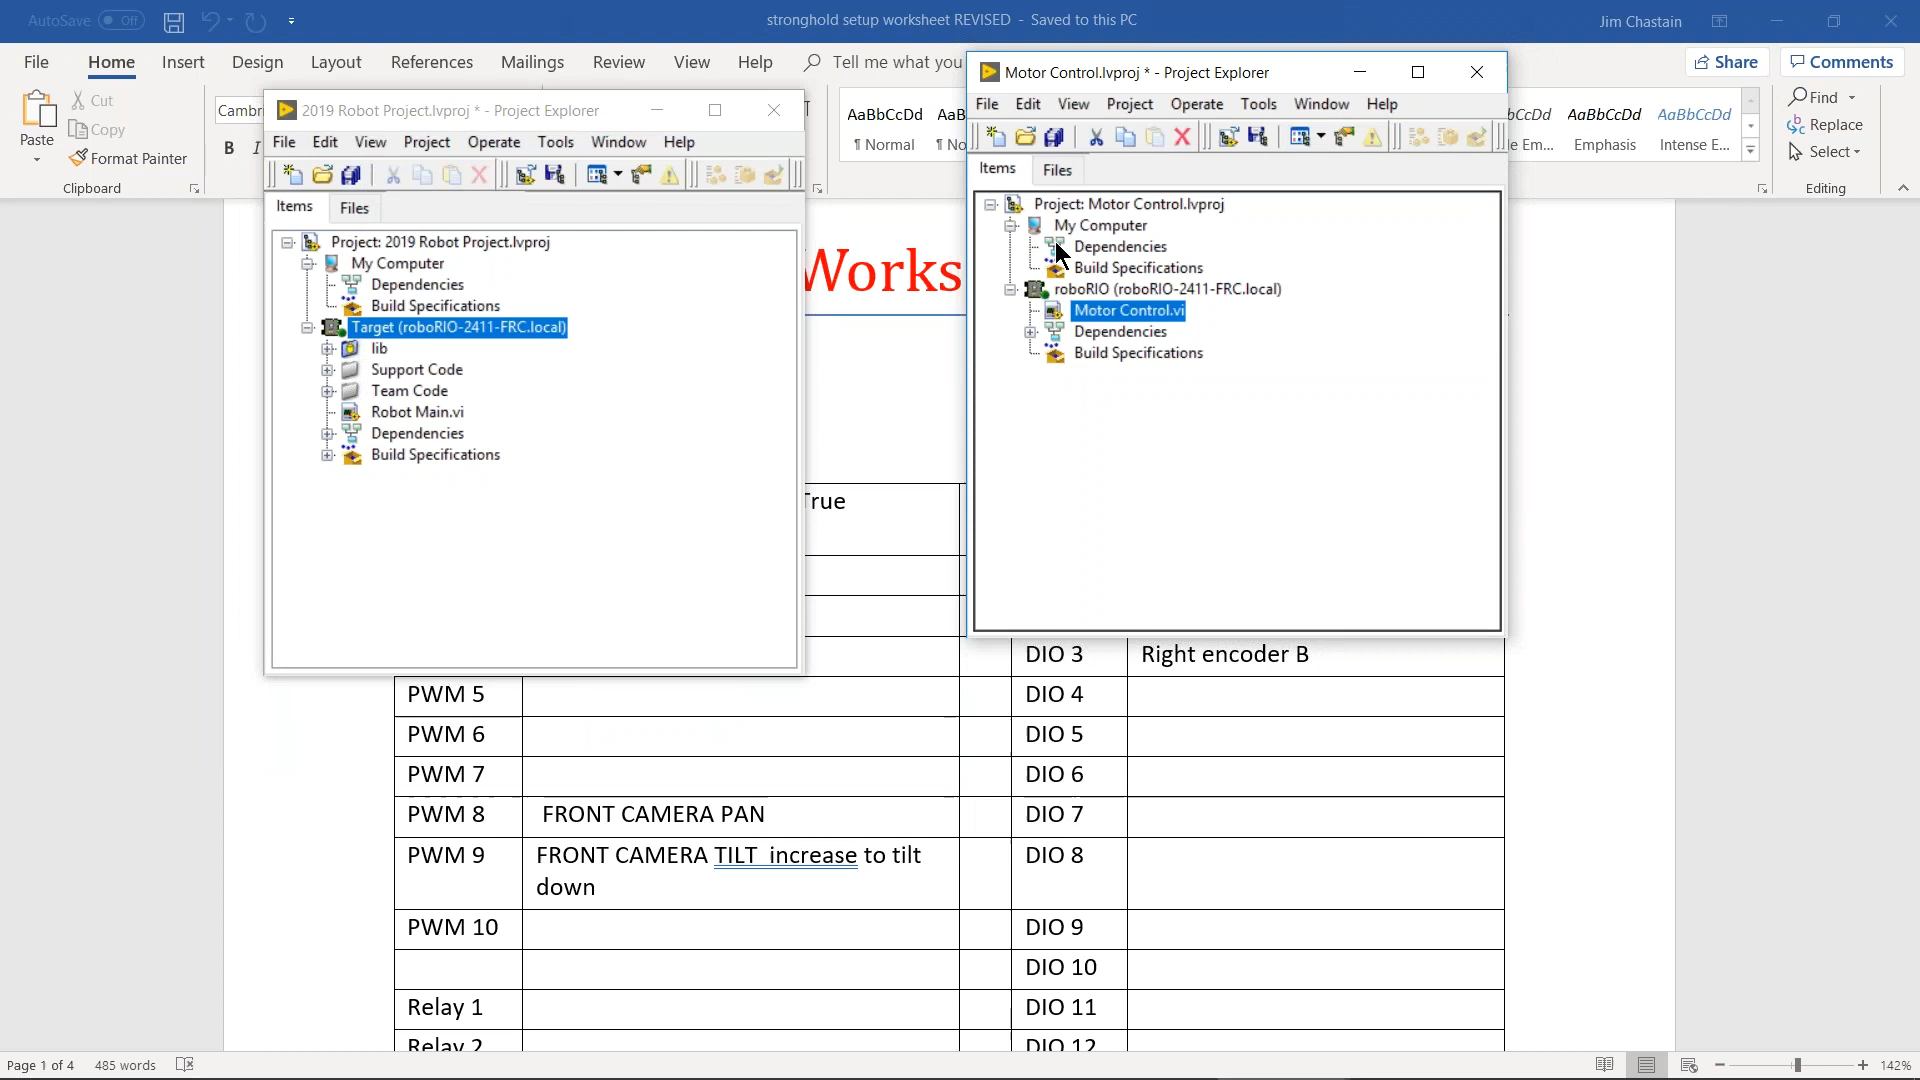 AutoSave Off
stronghold setup worksheet REVISED - Saved to this PC
Jim Chastain
File Home Insert Design Layout References Mailings Review View Help Tell me what you
Share Comments
Paste
Cut
Copy
Format Painter
Clipboard
Cambr
B I
AaBbCcDd AaB
¶ Normal ¶ No
AaBbCcDd AaBbCcDd
Emphasis Intense E...
Find
Replace
Select
Editing
2019 Robot Project.lvproj * - Project Explorer
File Edit View Project Operate Tools Window Help
Items Files
Project: 2019 Robot Project.lvproj
My Computer
Dependencies
Build Specifications
Target (roboRIO-2411-FRC.local)
lib
Support Code
Team Code
Robot Main.vi
Dependencies
Build Specifications
Motor Control.lvproj * - Project Explorer
File Edit View Project Operate Tools Window Help
Items Files
Project: Motor Control.lvproj
My Computer
Dependencies
Build Specifications
roboRIO (roboRIO-2411-FRC.local)
Motor Control.vi
Dependencies
Build Specifications
Works
True
DIO 3 Right encoder B
PWM 5 DIO 4
PWM 6 DIO 5
PWM 7 DIO 6
PWM 8 FRONT CAMERA PAN DIO 7
PWM 9 FRONT CAMERA TILT increase to tilt DIO 8
down
PWM 10 DIO 9
DIO 10
Relay 1 DIO 11
Relay 2 DIO 12
Page 1 of 4 485 words
142%